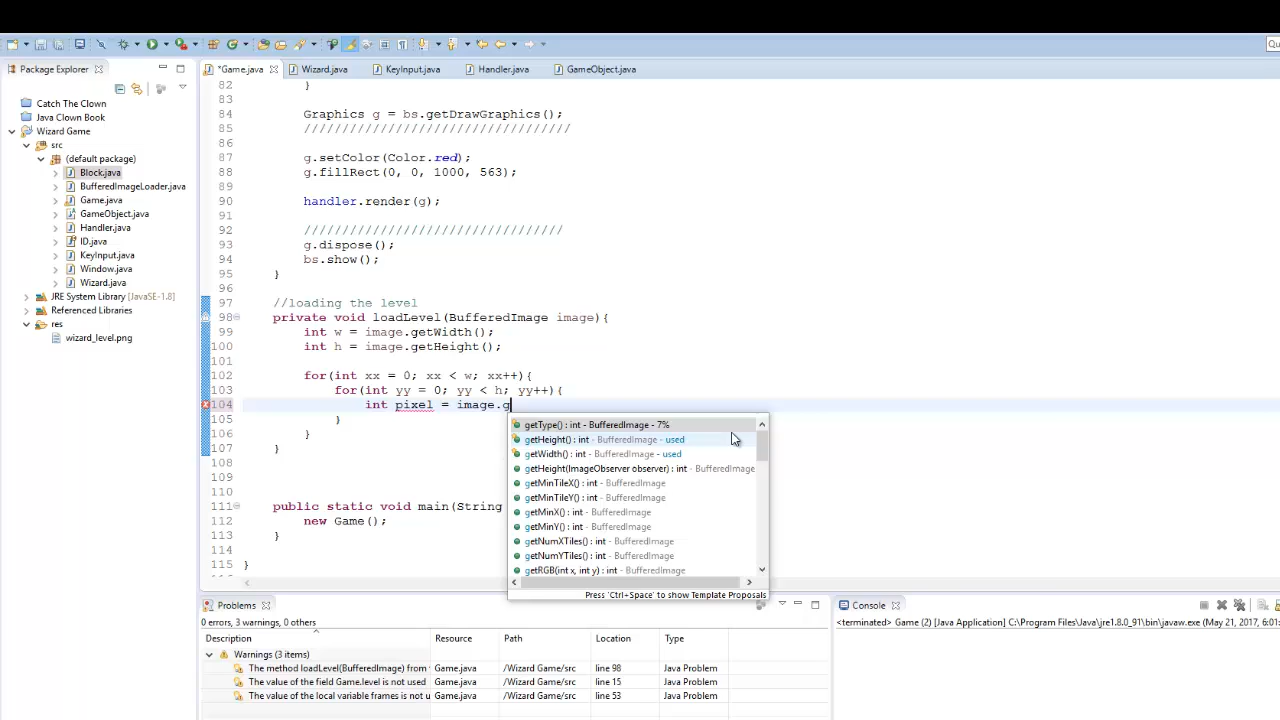 Qu
Package Explorer
Catch The Clown
Java Clown Book
Wizard Game
src
(default package)
Block.java
BufferedImageLoader.java
Game.java
GameObject.java
Handler.java
ID.java
KeyInput.java
Window.java
Wizard.java
JRE System Library [JavaSE-1.8]
Referenced Libraries
res
wizard_level.png
*Game.java Wizard.java KeyInput.java Handler.java GameObject.java
82 }
83
84 Graphics g = bs.getDrawGraphics();
85 ///////////////////////////////////
86
87 g.setColor(Color.red);
88 g.fillRect(0, 0, 1000, 563);
89
90 handler.render(g);
91
92 //////////////////////////////////
93 g.dispose();
94 bs.show();
95 }
96
97 //loading the level
98 private void loadLevel(BufferedImage image){
99 int w = image.getWidth();
100 int h = image.getHeight();
101
102 for(int xx = 0; xx < w; xx++){
103 for(int yy = 0; yy < h; yy++){
104 int pixel = image.g
105 }
106 }
107 }
108
109
110
111 public static void main(String
112 new Game();
113 }
114
115 }
getType() : int - BufferedImage - 7%
getHeight() : int - BufferedImage - used
getWidth() : int - BufferedImage - used
getHeight(ImageObserver observer) : int - BufferedImage
getMinTileX() : int - BufferedImage
getMinTileY() : int - BufferedImage
getMinX() : int - BufferedImage
getMinY() : int - BufferedImage
getNumXTiles() : int - BufferedImage
getNumYTiles() : int - BufferedImage
getRGB(int x, int y) : int - BufferedImage
Press 'Ctrl+Space' to show Template Proposals
Problems
0 errors, 3 warnings, 0 others
Description Resource Path Location Type
Warnings (3 items)
The method loadLevel(BufferedImage) from Game.java /Wizard Game/src line 98 Java Problem
The value of the field Game.level is not used Game.java /Wizard Game/src line 15 Java Problem
The value of the local variable frames is not u Game.java /Wizard Game/src line 53 Java Problem
Console
<terminated> Game (2) [Java Application] C:\Program Files\Java\jre1.8.0_91\bin\javaw.exe (May 21, 2017, 6:01: